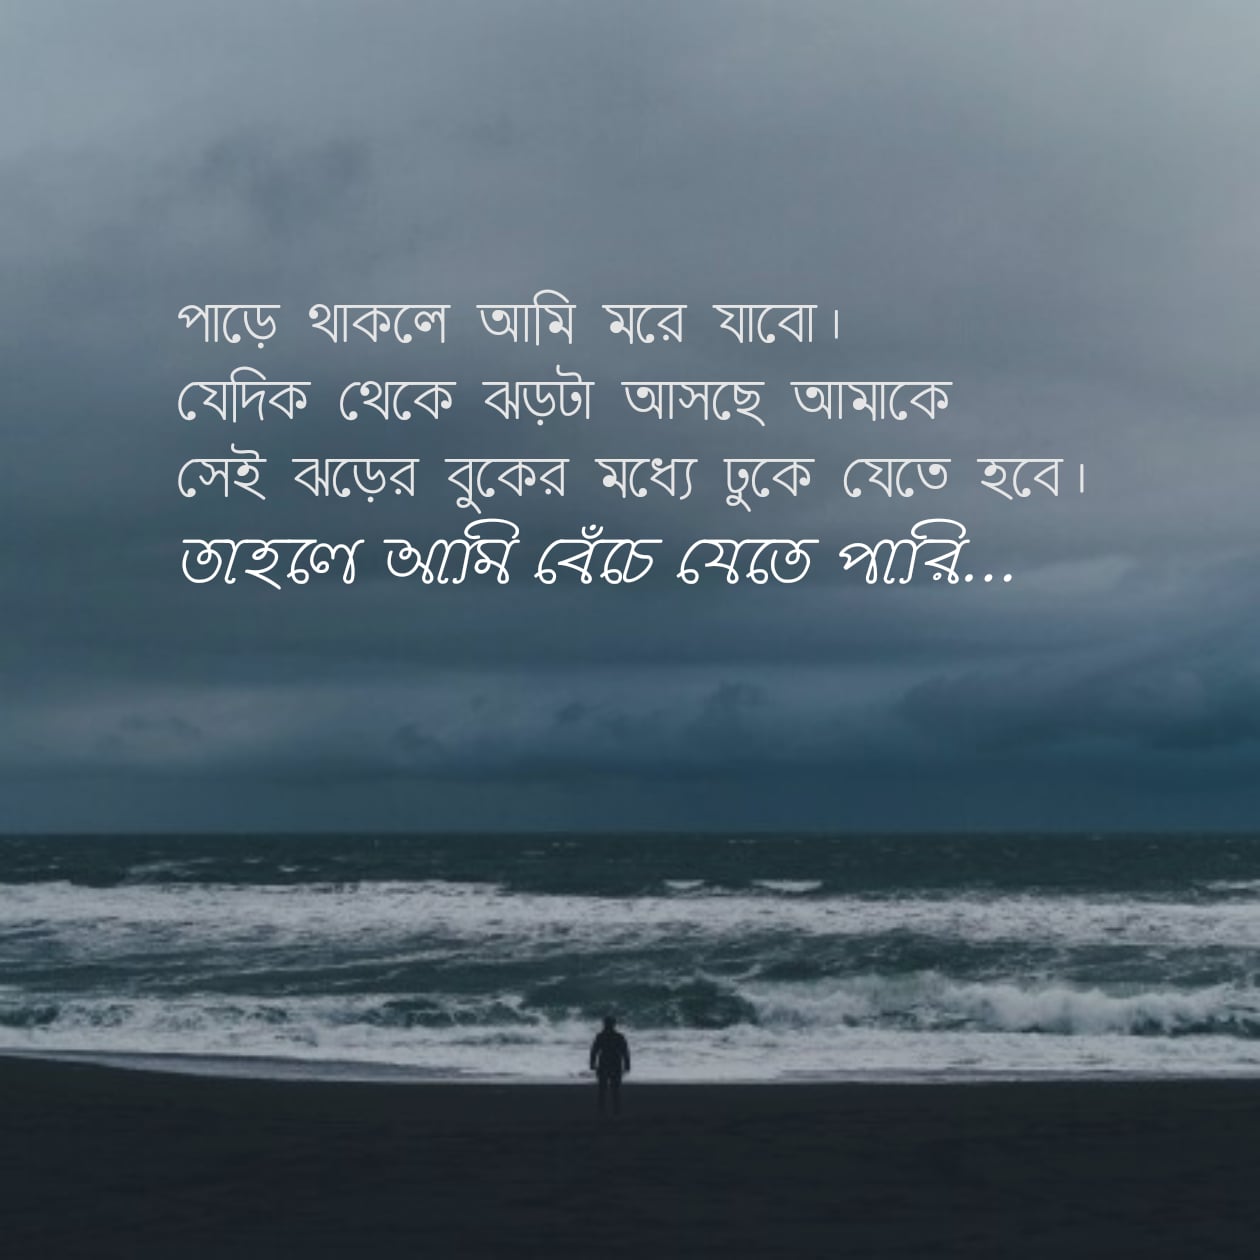 পাড়ে থাকলে আমি মরে যাবো।
যেদিক থেকে ঝড়টা আসছে আমাকে
সেই ঝড়ের বুকের মধ্যে ঢুকে যেতে হবে।
তাহলে আমি বেঁচে যেতে পারি...